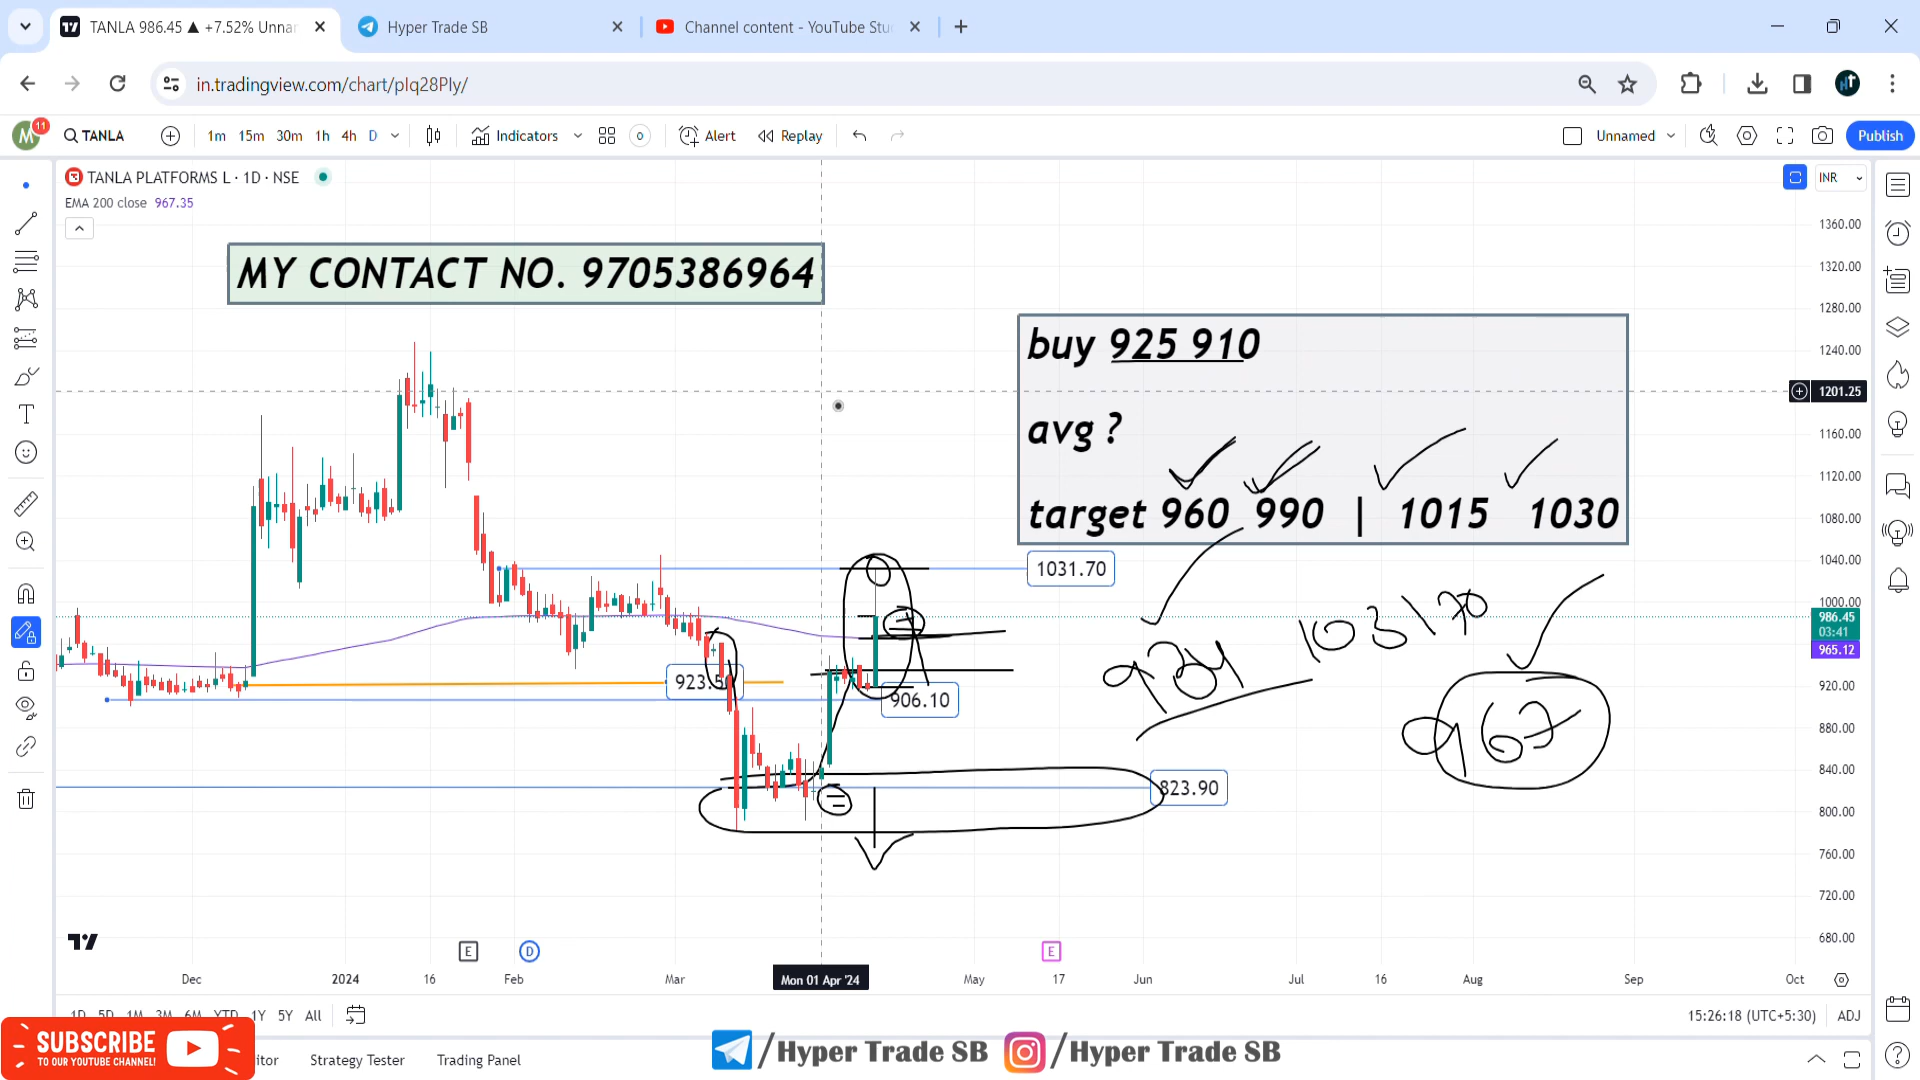 TANLA 986.45 ▲ +7.52% Unna
Hyper Trade SB
Channel content - YouTube Stu
in.tradingview.com/chart/pIq28PIy/
M 11
TANLA
1m 15m 30m 1h 4h D
Indicators
Alert
Replay
Unnamed
Publish
TANLA PLATFORMS L · 1D · NSE
INR
EMA 200 close 967.35
MY CONTACT NO. 9705386964
buy 925 910
avg ?
target 960 990 | 1015 1030
1360.00
1320.00
1280.00
1240.00
1201.25
1160.00
1120.00
1080.00
1040.00
1000.00
986.45
03:41
965.12
920.00
880.00
840.00
800.00
760.00
720.00
680.00
1031.70
923.50
906.10
823.90
934 1031 70
967
E D E
Dec 2024 16 Feb Mar Mon 01 Apr '24 May 17 Jun Jul 16 Aug Sep Oct
1D 5D 1M 3M 6M YTD 1Y 5Y All
15:26:18 (UTC+5:30) ADJ
SUBSCRIBE
TO OUR YOUTUBE CHANNEL!
Strategy Tester
Trading Panel
/Hyper Trade SB
/Hyper Trade SB